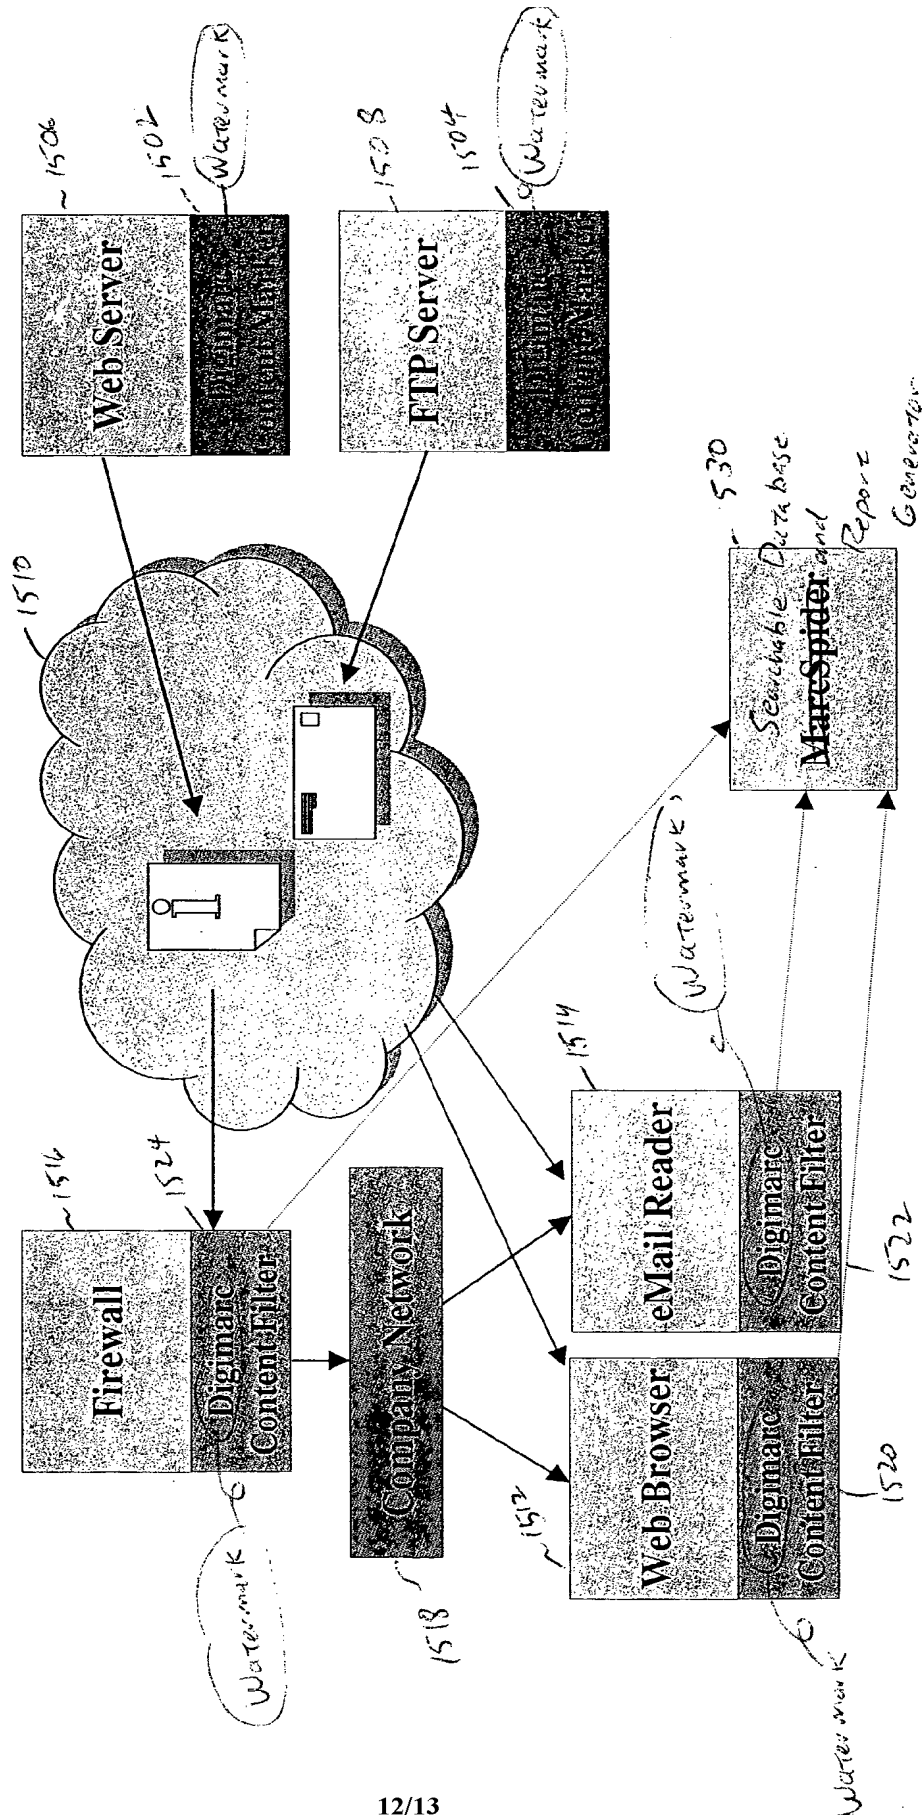 1506
Web Server
1502
Watermark
Digimarc
Content Marker
1508
FTP Server
1504
Watermark
Digimarc
Content Marker
1510
i
1516
Firewall
1524
Digimarc
Content Filter
Watermark
Company Network
1518
1514
eMail Reader
Digimarc
Content Filter
1522
Watermark
1512
Web Browser
Digimarc
Content Filter
1520
Watermark
530
Searchable Database
MarcSpider and
Report
Generator
12/13